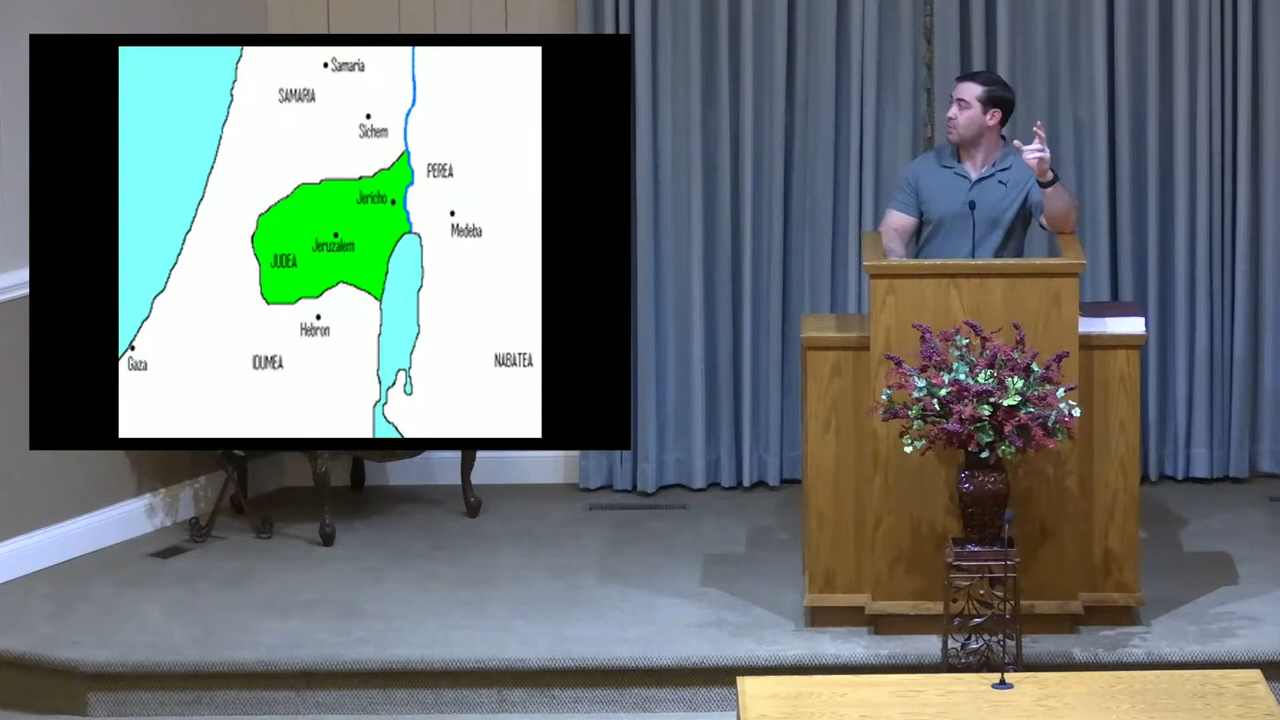 Samaria
SAMARIA
Sichem
PEREA
Jericho
Medeba
Jeruzalem
JUDEA
Hebron
Gaza
IDUMEA
NABATEA